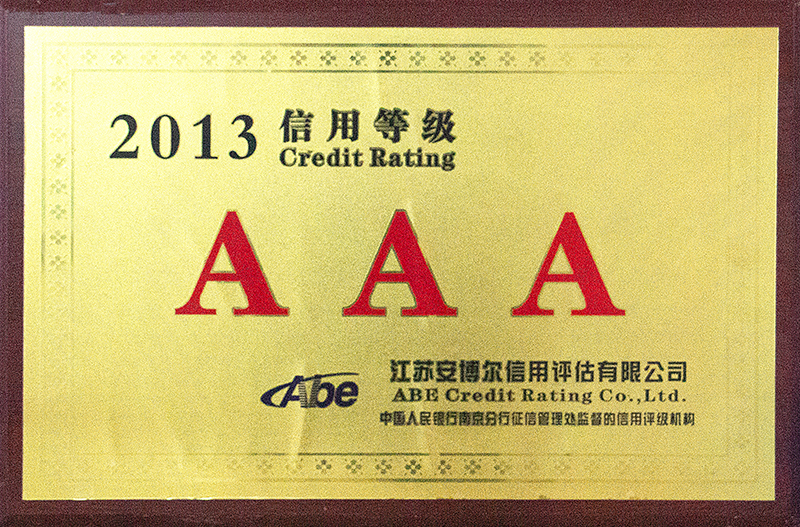 2013 信用等级
Credit Rating
A A A
Abe
江苏安博尔信用评估有限公司
ABE Credit Rating Co.,Ltd.
中国人民银行南京分行征信管理处监督的信用评级机构